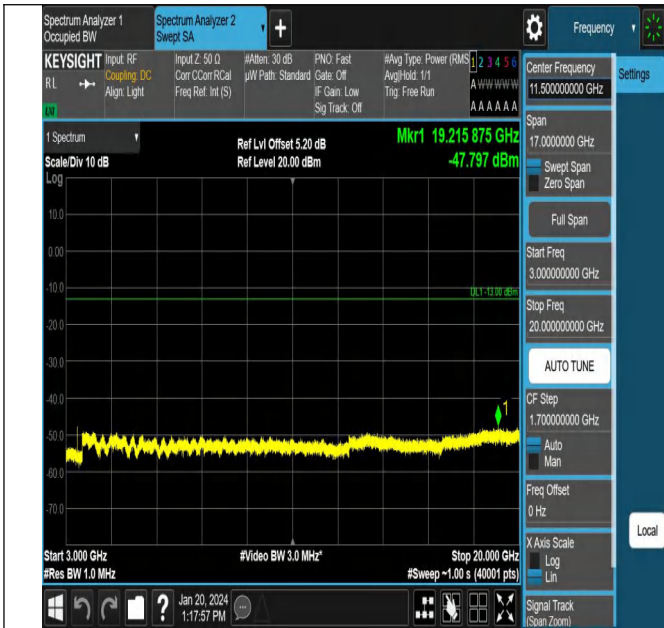 Spectrum Analyzer 1
Occupied BW
Spectrum Analyzer 2
Swept SA
Frequency
KEYSIGHT
RL
LXI
Input: RF
Coupling: DC
Align: Light
Input Z: 50 Ω
Corr CCorr RCal
Freq Ref: Int (S)
#Atten: 30 dB
µW Path: Standard
PNO: Fast
Gate: Off
IF Gain: Low
Sig Track: Off
#Avg Type: Power (RMS
Avg|Hold: 1/1
Trig: Free Run
1 2 3 4 5 6
A W W W W W
A A A A A A
1 Spectrum
Scale/Div 10 dB
Log
Ref Lvl Offset 5.20 dB
Ref Level 20.00 dBm
Mkr1 19.215 875 GHz
-47.797 dBm
10.0
0.00
-10.0
DL1 -13.00 dBm
-20.0
-30.0
-40.0
1
-50.0
-60.0
-70.0
Start 3.000 GHz
#Res BW 1.0 MHz
#Video BW 3.0 MHz*
Stop 20.000 GHz
#Sweep ~1.00 s (40001 pts)
Jan 20, 2024
1:17:57 PM
Center Frequency
11.500000000 GHz
Settings
Span
17.0000000 GHz
Swept Span
Zero Span
Full Span
Start Freq
3.000000000 GHz
Stop Freq
20.000000000 GHz
AUTO TUNE
CF Step
1.700000000 GHz
Auto
Man
Freq Offset
0 Hz
X Axis Scale
Log
Lin
Local
Signal Track
(Span Zoom)